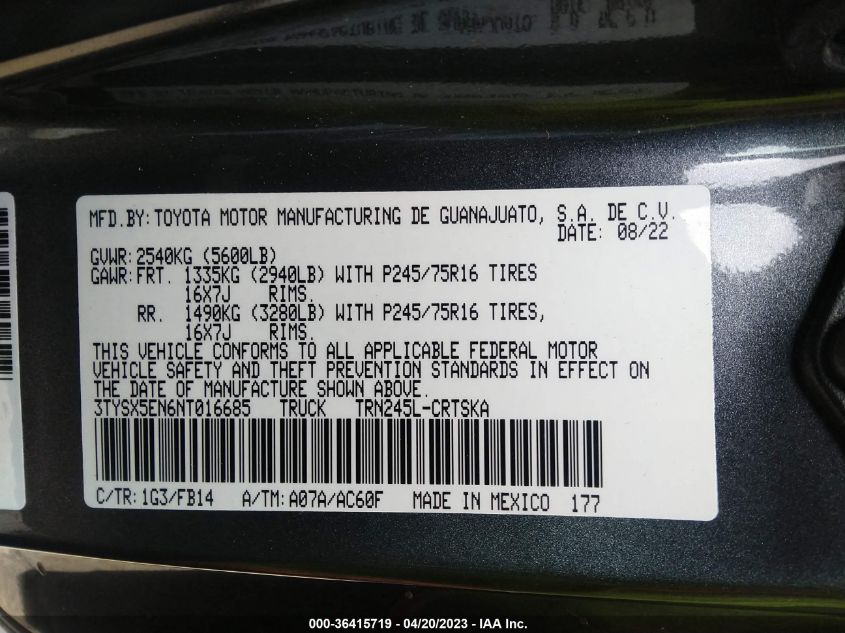 MFD.BY: TOYOTA MOTOR MANUFACTURING DE GUANAJUATO, S.A. DE C.V.
DATE: 08/22
GVWR: 2540KG (5600LB)
GAWR: FRT. 1335KG (2940LB) WITH P245/75R16 TIRES
16X7J RIMS.
RR. 1490KG (3280LB) WITH P245/75R16 TIRES,
16X7J RIMS.
THIS VEHICLE CONFORMS TO ALL APPLICABLE FEDERAL MOTOR
VEHICLE SAFETY AND THEFT PREVENTION STANDARDS IN EFFECT ON
THE DATE OF MANUFACTURE SHOWN ABOVE.
3TYSX5EN6NT016685 TRUCK TRN245L-CRTSKA
C/TR: 1G3/FB14 A/TM: A07A/AC60F MADE IN MEXICO 177
000-36415719 - 04/20/2023 - IAA Inc.